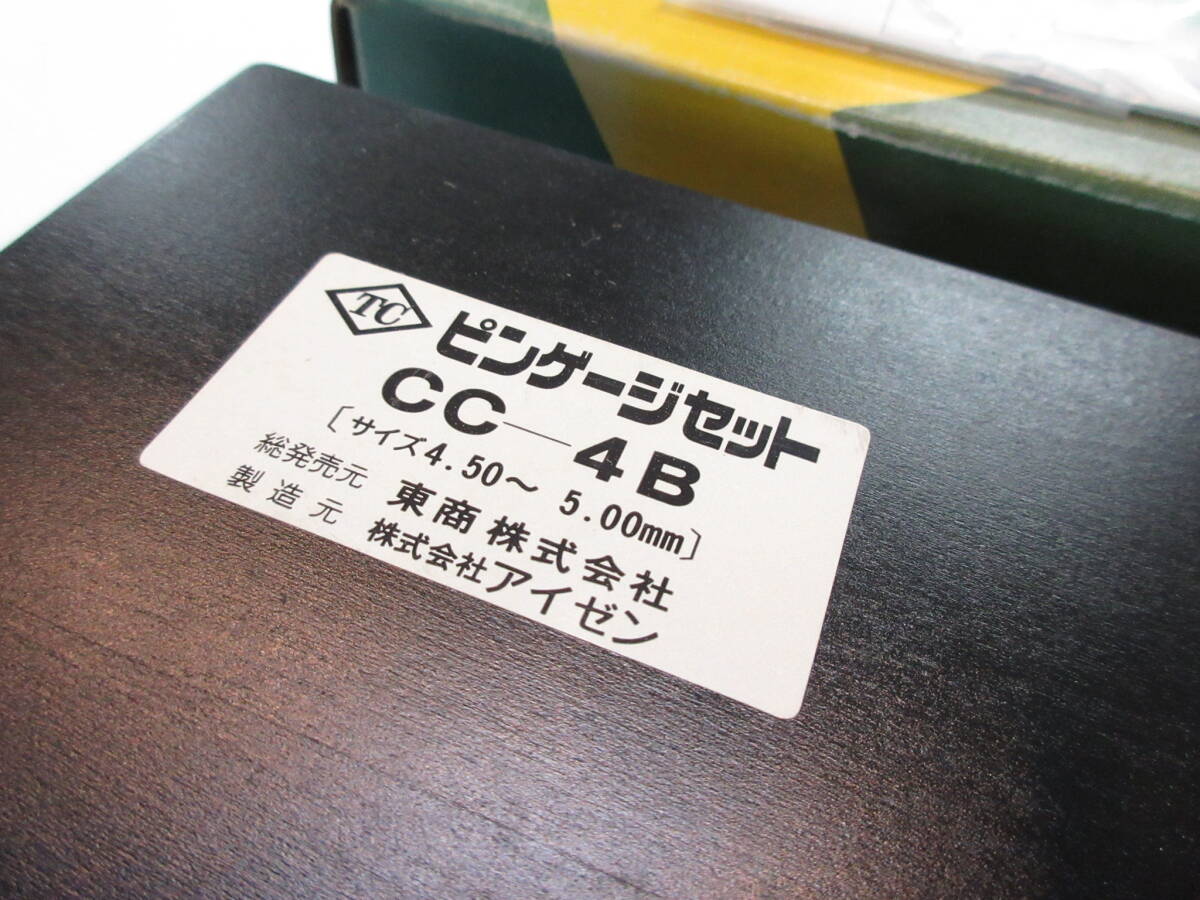 TC ピンゲージセット
CC—4B
〔サイズ4.50～ 5.00mm〕
総発売元 東商株式会社
製造元 株式会社アイゼン